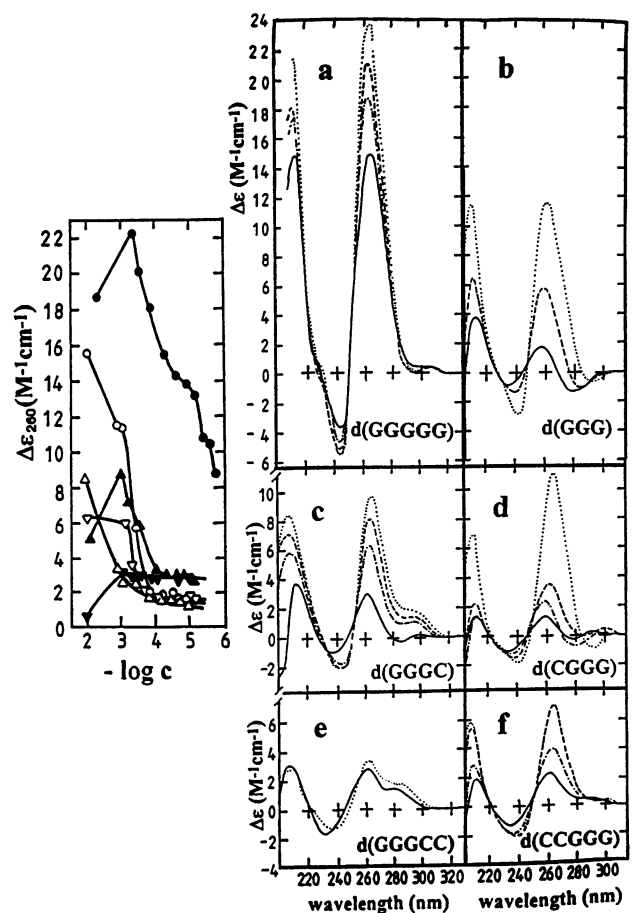 24
22
20
18
16
14
12
10
8
6
4
2
0
-2
-4
-6
Δε (M⁻¹cm⁻¹)
a
d(GGGGG)
b
d(GGG)
22
20
18
16
14
12
10
8
6
4
2
0
Δε₂₆₀(M⁻¹cm⁻¹)
2 3 4 5 6
- log c
10
8
6
4
2
0
-2
Δε (M⁻¹cm⁻¹)
c
d(GGGC)
d
d(CGGG)
6
4
2
0
-2
-4
Δε (M⁻¹cm⁻¹)
e
d(GGGCC)
f
d(CCGGG)
220 240 260 280 300 320
220 240 260 280 300
wavelength (nm)
wavelength (nm)